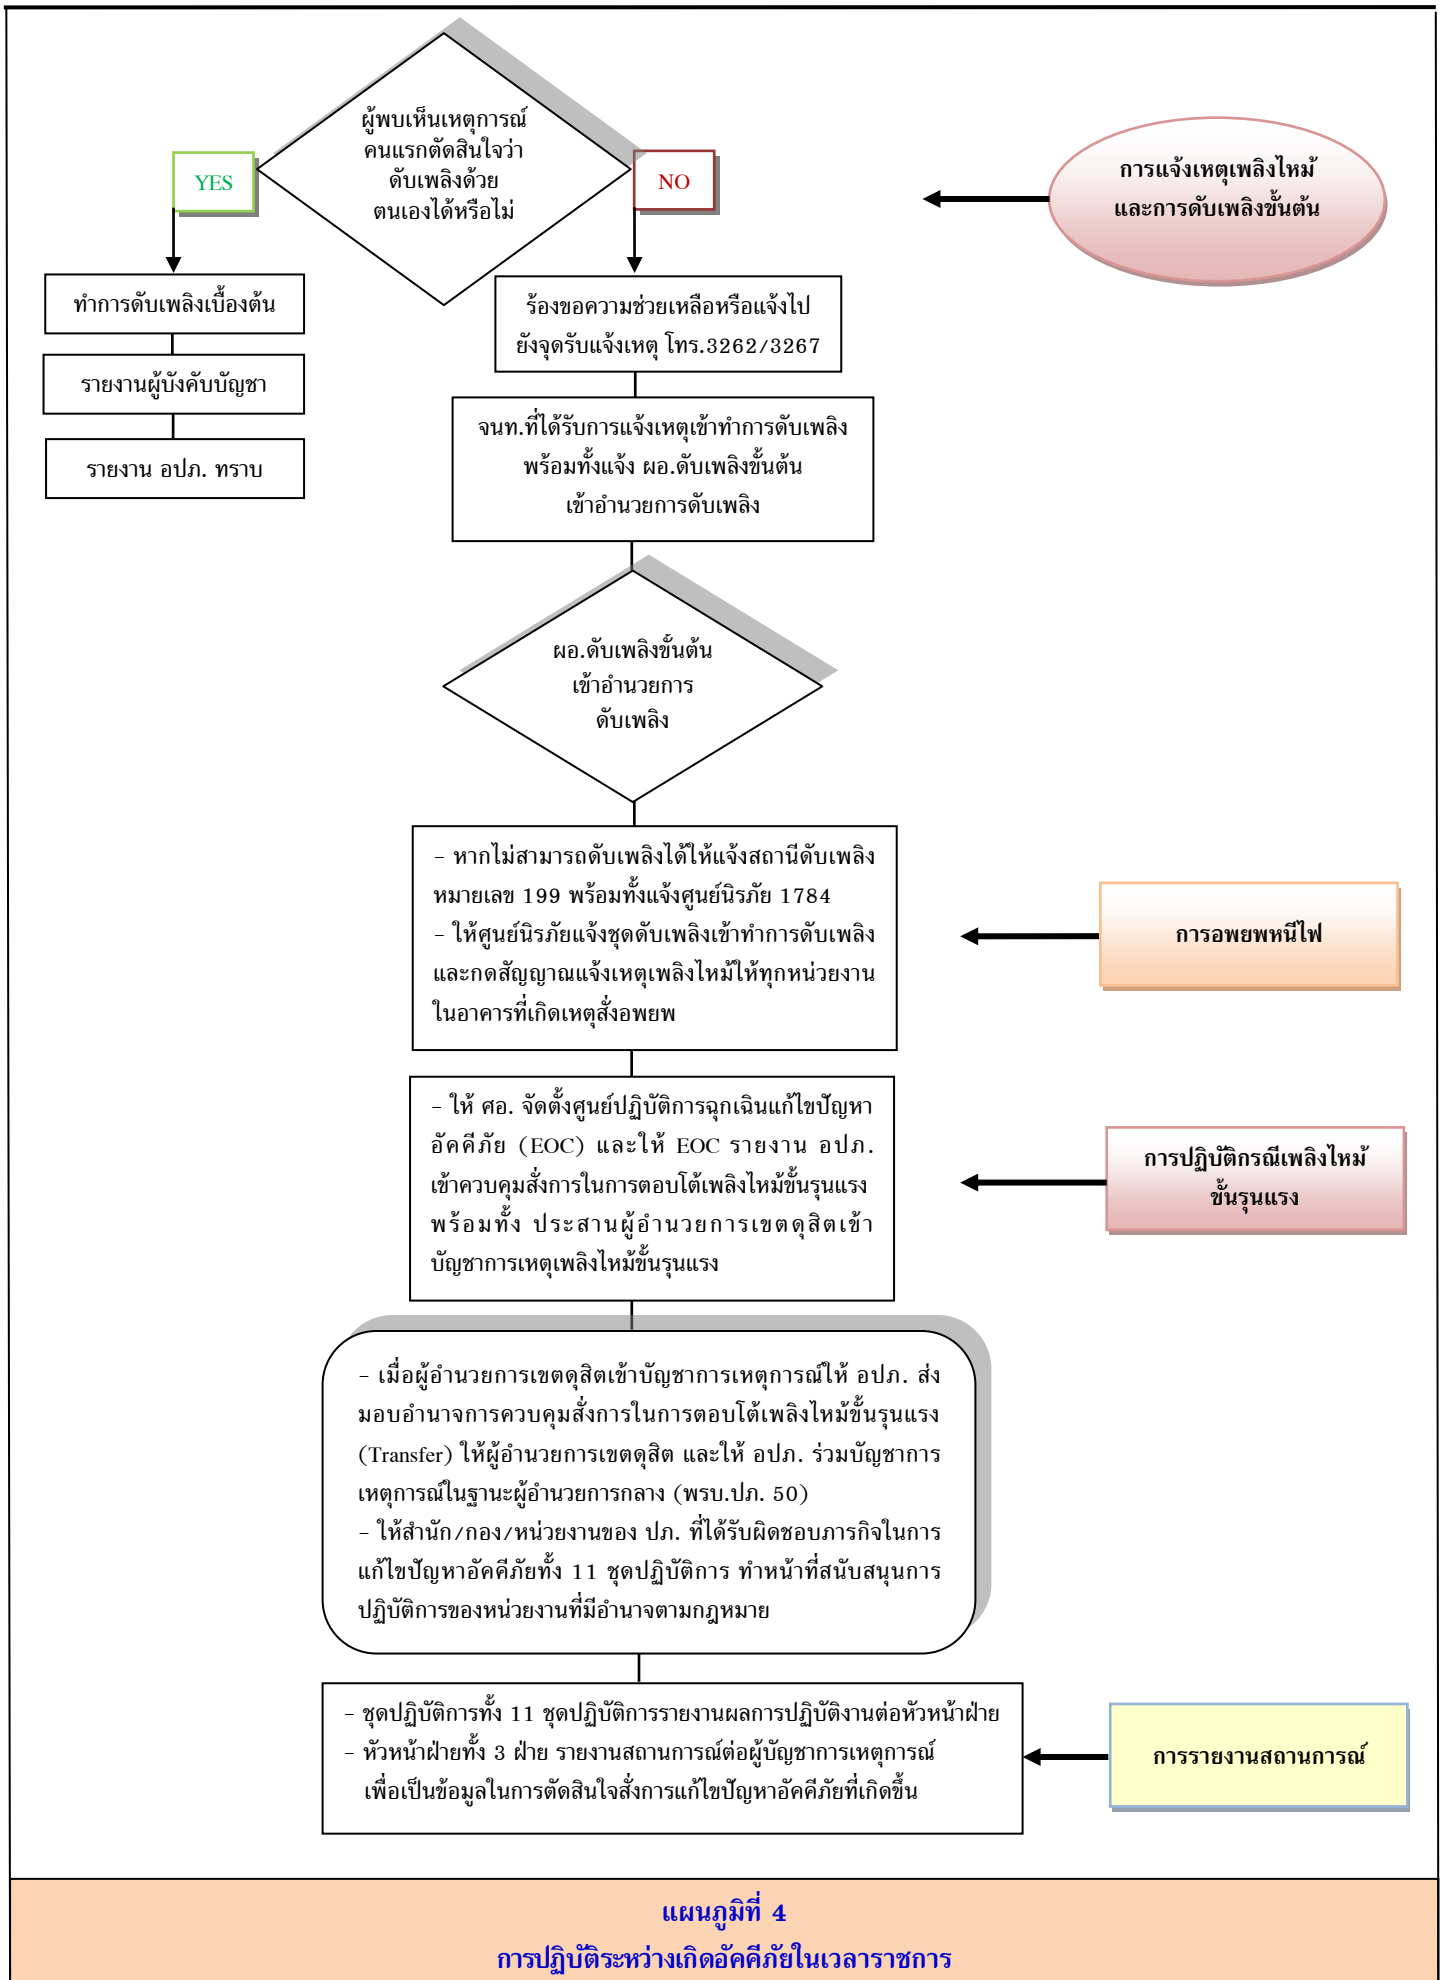 ผู้พบเห็นเหตุการณ์
คนแรกตัดสินใจว่า
ดับเพลิงด้วย
ตนเองได้หรือไม่
YES
NO
การแจ้งเหตุเพลิงไหม้
และการดับเพลิงขั้นต้น
ทำการดับเพลิงเบื้องต้น
รายงานผู้บังคับบัญชา
รายงาน อปภ. ทราบ
ร้องขอความช่วยเหลือหรือแจ้งไป
ยังจุดรับแจ้งเหตุ โทร.3262/3267
จนท.ที่ได้รับการแจ้งเหตุเข้าทำการดับเพลิง
พร้อมทั้งแจ้ง ผอ.ดับเพลิงขั้นต้น
เข้าอำนวยการดับเพลิง
ผอ.ดับเพลิงขั้นต้น
เข้าอำนวยการ
ดับเพลิง
- หากไม่สามารถดับเพลิงได้ให้แจ้งสถานีดับเพลิง
หมายเลข 199 พร้อมทั้งแจ้งศูนย์นิรภัย 1784
- ให้ศูนย์นิรภัยแจ้งชุดดับเพลิงเข้าทำการดับเพลิง
และกดสัญญาณแจ้งเหตุเพลิงไหม้ให้ทุกหน่วยงาน
ในอาคารที่เกิดเหตุสั่งอพยพ
การอพยพหนีไฟ
- ให้ ศอ. จัดตั้งศูนย์ปฏิบัติการฉุกเฉินแก้ไขปัญหา
อัคคีภัย (EOC) และให้ EOC รายงาน อปภ.
เข้าควบคุมสั่งการในการตอบโต้เพลิงไหม้ขั้นรุนแรง
พร้อมทั้ง ประสานผู้อำนวยการเขตดุสิตเข้า
บัญชาการเหตุเพลิงไหม้ขั้นรุนแรง
การปฏิบัติกรณีเพลิงไหม้
ขั้นรุนแรง
- เมื่อผู้อำนวยการเขตดุสิตเข้าบัญชาการเหตุการณ์ให้ อปภ. ส่ง
มอบอำนาจการควบคุมสั่งการในการตอบโต้เพลิงไหม้ขั้นรุนแรง
(Transfer) ให้ผู้อำนวยการเขตดุสิต และให้ อปภ. ร่วมบัญชาการ
เหตุการณ์ในฐานะผู้อำนวยการกลาง (พรบ.ปภ. 50)
- ให้สำนัก/กอง/หน่วยงานของ ปภ. ที่ได้รับผิดชอบภารกิจในการ
แก้ไขปัญหาอัคคีภัยทั้ง 11 ชุดปฏิบัติการ ทำหน้าที่สนับสนุนการ
ปฏิบัติการของหน่วยงานที่มีอำนาจตามกฎหมาย
- ชุดปฏิบัติการทั้ง 11 ชุดปฏิบัติการรายงานผลการปฏิบัติงานต่อหัวหน้าฝ่าย
- หัวหน้าฝ่ายทั้ง 3 ฝ่าย รายงานสถานการณ์ต่อผู้บัญชาการเหตุการณ์
เพื่อเป็นข้อมูลในการตัดสินใจสั่งการแก้ไขปัญหาอัคคีภัยที่เกิดขึ้น
การรายงานสถานการณ์
แผนภูมิที่ 4
การปฏิบัติระหว่างเกิดอัคคีภัยในเวลาราชการ